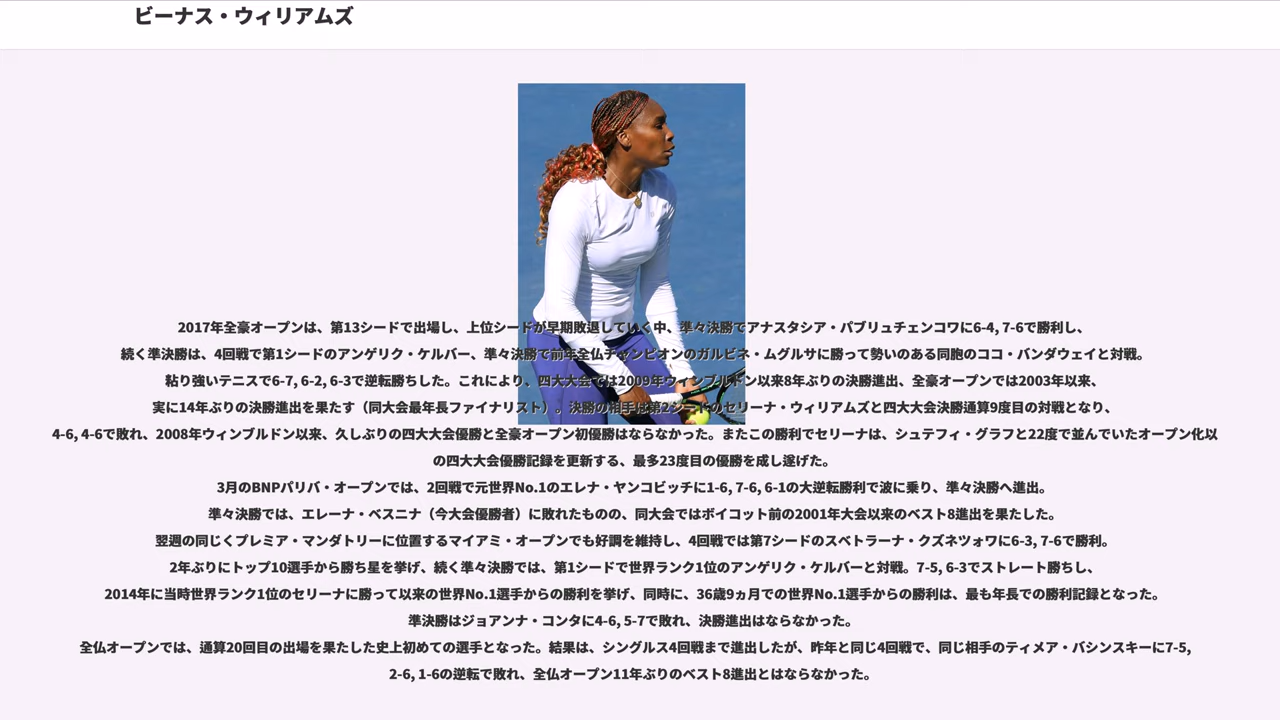 ビーナス・ウィリアムズ
2017年全豪オープンは、第13シードで出場し、上位シードが早期敗退していく中、準々決勝でアナスタシア・パブリュチェンコワに6-4, 7-6で勝利し、
続く準決勝は、4回戦で第1シードのアンゲリク・ケルバー、準々決勝で前年全仏チャンピオンのガルビネ・ムグルサに勝って勢いのある同胞のココ・バンダウェイと対戦。
粘り強いテニスで6-7, 6-2, 6-3で逆転勝ちした。これにより、四大大会では2009年ウィンブルドン以来8年ぶりの決勝進出、全豪オープンでは2003年以来、
実に14年ぶりの決勝進出を果たす（同大会最年長ファイナリスト）。決勝の相手は第2シードのセリーナ・ウィリアムズと四大大会決勝通算9度目の対戦となり、
4-6, 4-6で敗れ、2008年ウィンブルドン以来、久しぶりの四大大会優勝と全豪オープン初優勝はならなかった。またこの勝利でセリーナは、シュテフィ・グラフと22度で並んでいたオープン化以
の四大大会優勝記録を更新する、最多23度目の優勝を成し遂げた。
3月のBNPパリバ・オープンでは、2回戦で元世界No.1のエレナ・ヤンコビッチに1-6, 7-6, 6-1の大逆転勝利で波に乗り、準々決勝へ進出。
準々決勝では、エレーナ・ベスニナ（今大会優勝者）に敗れたものの、同大会ではボイコット前の2001年大会以来のベスト8進出を果たした。
翌週の同じくプレミア・マンダトリーに位置するマイアミ・オープンでも好調を維持し、4回戦では第7シードのスベトラーナ・クズネツォワに6-3, 7-6で勝利。
2年ぶりにトップ10選手から勝ち星を挙げ、続く準々決勝では、第1シードで世界ランク1位のアンゲリク・ケルバーと対戦。7-5, 6-3でストレート勝ちし、
2014年に当時世界ランク1位のセリーナに勝って以来の世界No.1選手からの勝利を挙げ、同時に、36歳9ヵ月での世界No.1選手からの勝利は、最も年長での勝利記録となった。
準決勝はジョアンナ・コンタに4-6, 5-7で敗れ、決勝進出はならなかった。
全仏オープンでは、通算20回目の出場を果たした史上初めての選手となった。結果は、シングルス4回戦まで進出したが、昨年と同じ4回戦で、同じ相手のティメア・バシンスキーに7-5,
2-6, 1-6の逆転で敗れ、全仏オープン11年ぶりのベスト8進出とはならなかった。